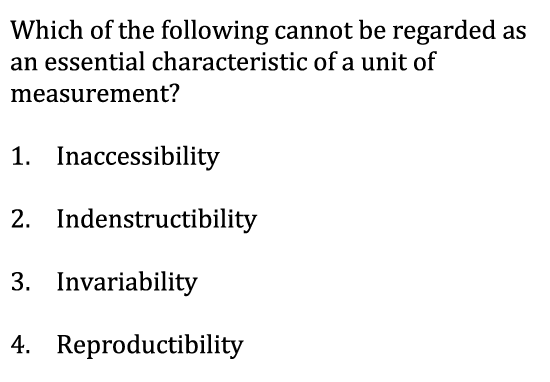 Which of the following cannot be regarded as
an essential characteristic of a unit of
measurement?
1. Inaccessibility
2. Indenstructibility
3. Invariability
4. Reproductibility